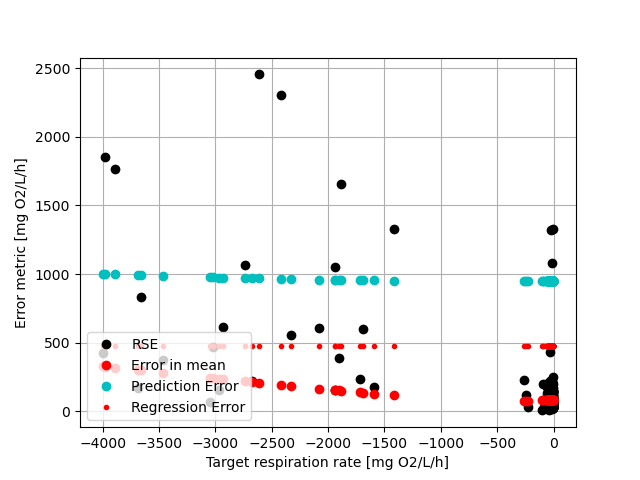 2500
2000
1500
1000
500
0
Error metric [mg O2/L/h]
RSE
Error in mean
Prediction Error
Regression Error
−4000 −3500 −3000 −2500 −2000 −1500 −1000 −500 0
Target respiration rate [mg O2/L/h]